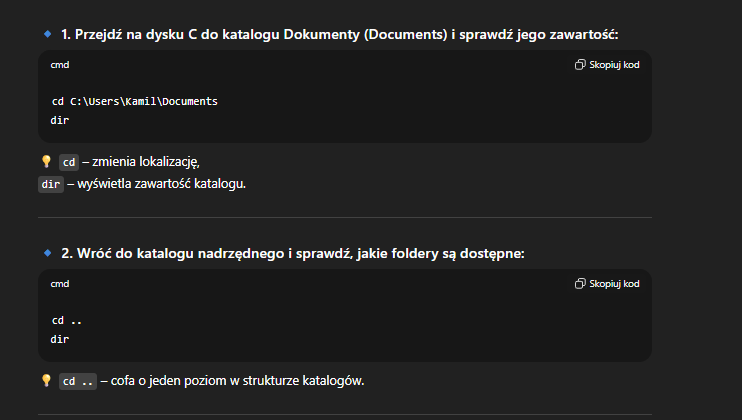 1. Przejdź na dysku C do katalogu Dokumenty (Documents) i sprawdź jego zawartość:
cmd
Skopiuj kod
cd C:\Users\Kamil\Documents
dir
cd – zmienia lokalizację,
dir – wyświetla zawartość katalogu.
2. Wróć do katalogu nadrzędnego i sprawdź, jakie foldery są dostępne:
cmd
Skopiuj kod
cd ..
dir
cd .. – cofa o jeden poziom w strukturze katalogów.